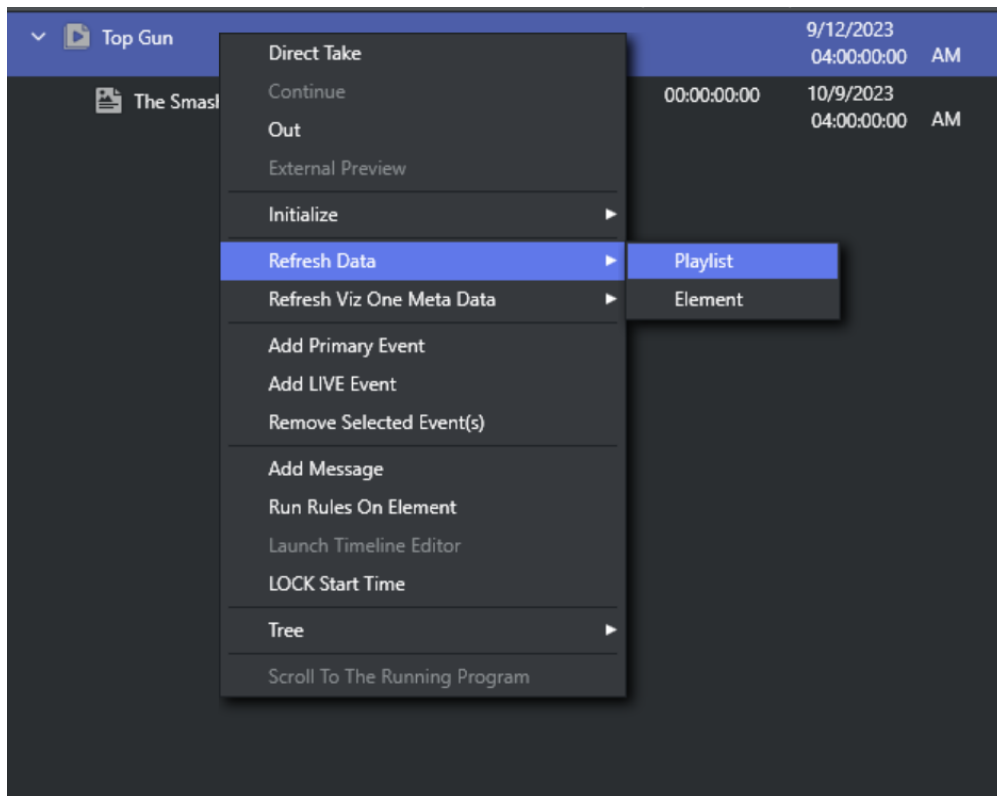 Top Gun
9/12/2023
04:00:00:00 AM
The Smash
00:00:00:00
10/9/2023
04:00:00:00 AM
Direct Take
Continue
Out
External Preview
Initialize
Refresh Data
Refresh Viz One Meta Data
Add Primary Event
Add LIVE Event
Remove Selected Event(s)
Add Message
Run Rules On Element
Launch Timeline Editor
LOCK Start Time
Tree
Scroll To The Running Program
Playlist
Element